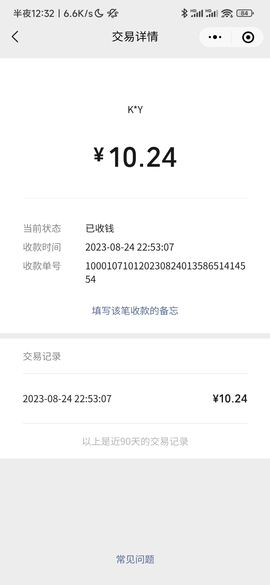 半夜12:32 | 6.6K/s
84
交易详情
K*Y
¥10.24
当前状态 已收钱
收款时间 2023-08-24 22:53:07
收款单号 100010710120230824013586514145
54
填写该笔收款的备忘
交易记录
2023-08-24 22:53:07 ¥10.24
以上是近90天的交易记录
常见问题